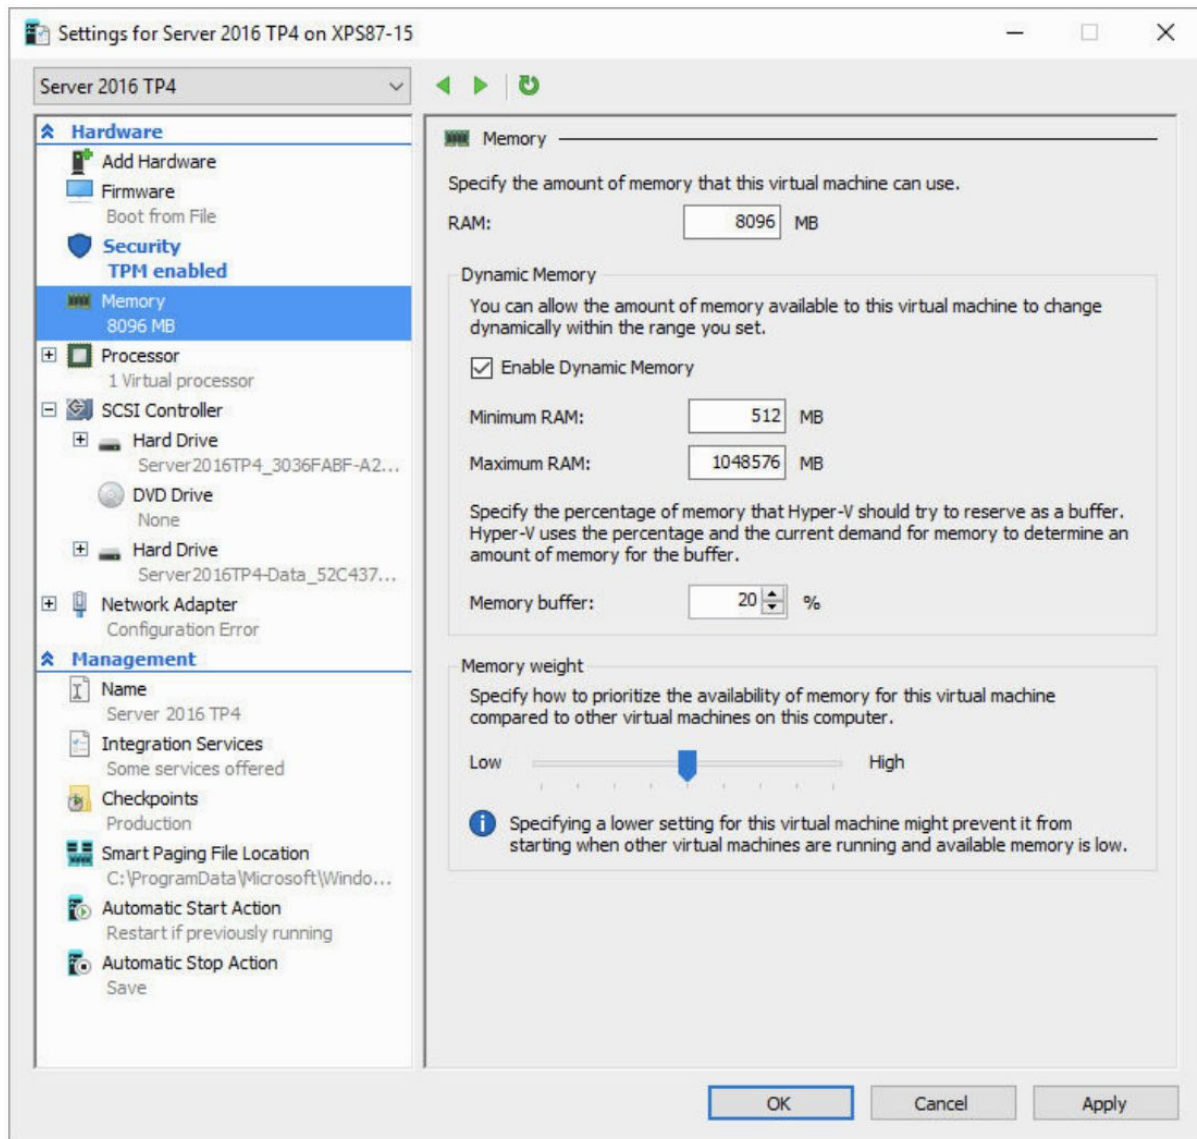 Settings for Server 2016 TP4 on XPS87-15
Server 2016 TP4
Hardware
Add Hardware
Firmware
Boot from File
Security
TPM enabled
Memory
8096 MB
Processor
1 Virtual processor
SCSI Controller
Hard Drive
Server2016TP4_3036FABF-A2...
DVD Drive
None
Hard Drive
Server2016TP4-Data_52C437...
Network Adapter
Configuration Error
Management
Name
Server 2016 TP4
Integration Services
Some services offered
Checkpoints
Production
Smart Paging File Location
C:\ProgramData\Microsoft\Windo...
Automatic Start Action
Restart if previously running
Automatic Stop Action
Save
Memory
Specify the amount of memory that this virtual machine can use.
RAM: 8096 MB
Dynamic Memory
You can allow the amount of memory available to this virtual machine to change
dynamically within the range you set.
Enable Dynamic Memory
Minimum RAM: 512 MB
Maximum RAM: 1048576 MB
Specify the percentage of memory that Hyper-V should try to reserve as a buffer.
Hyper-V uses the percentage and the current demand for memory to determine an
amount of memory for the buffer.
Memory buffer: 20 %
Memory weight
Specify how to prioritize the availability of memory for this virtual machine
compared to other virtual machines on this computer.
Low High
Specifying a lower setting for this virtual machine might prevent it from
starting when other virtual machines are running and available memory is low.
OK Cancel Apply